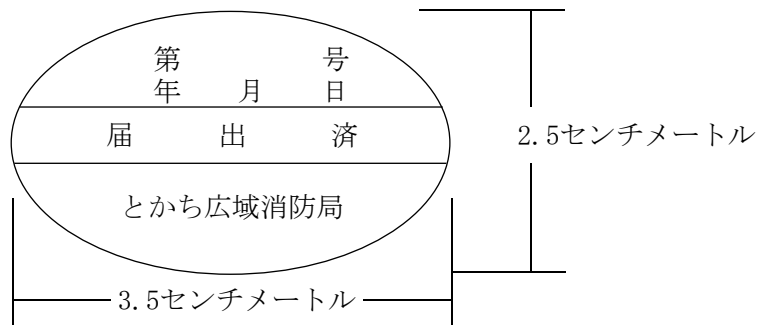 第　　　　　号
年　　月　　日
届　　出　　済
とかち広域消防局
2.5センチメートル
3.5センチメートル